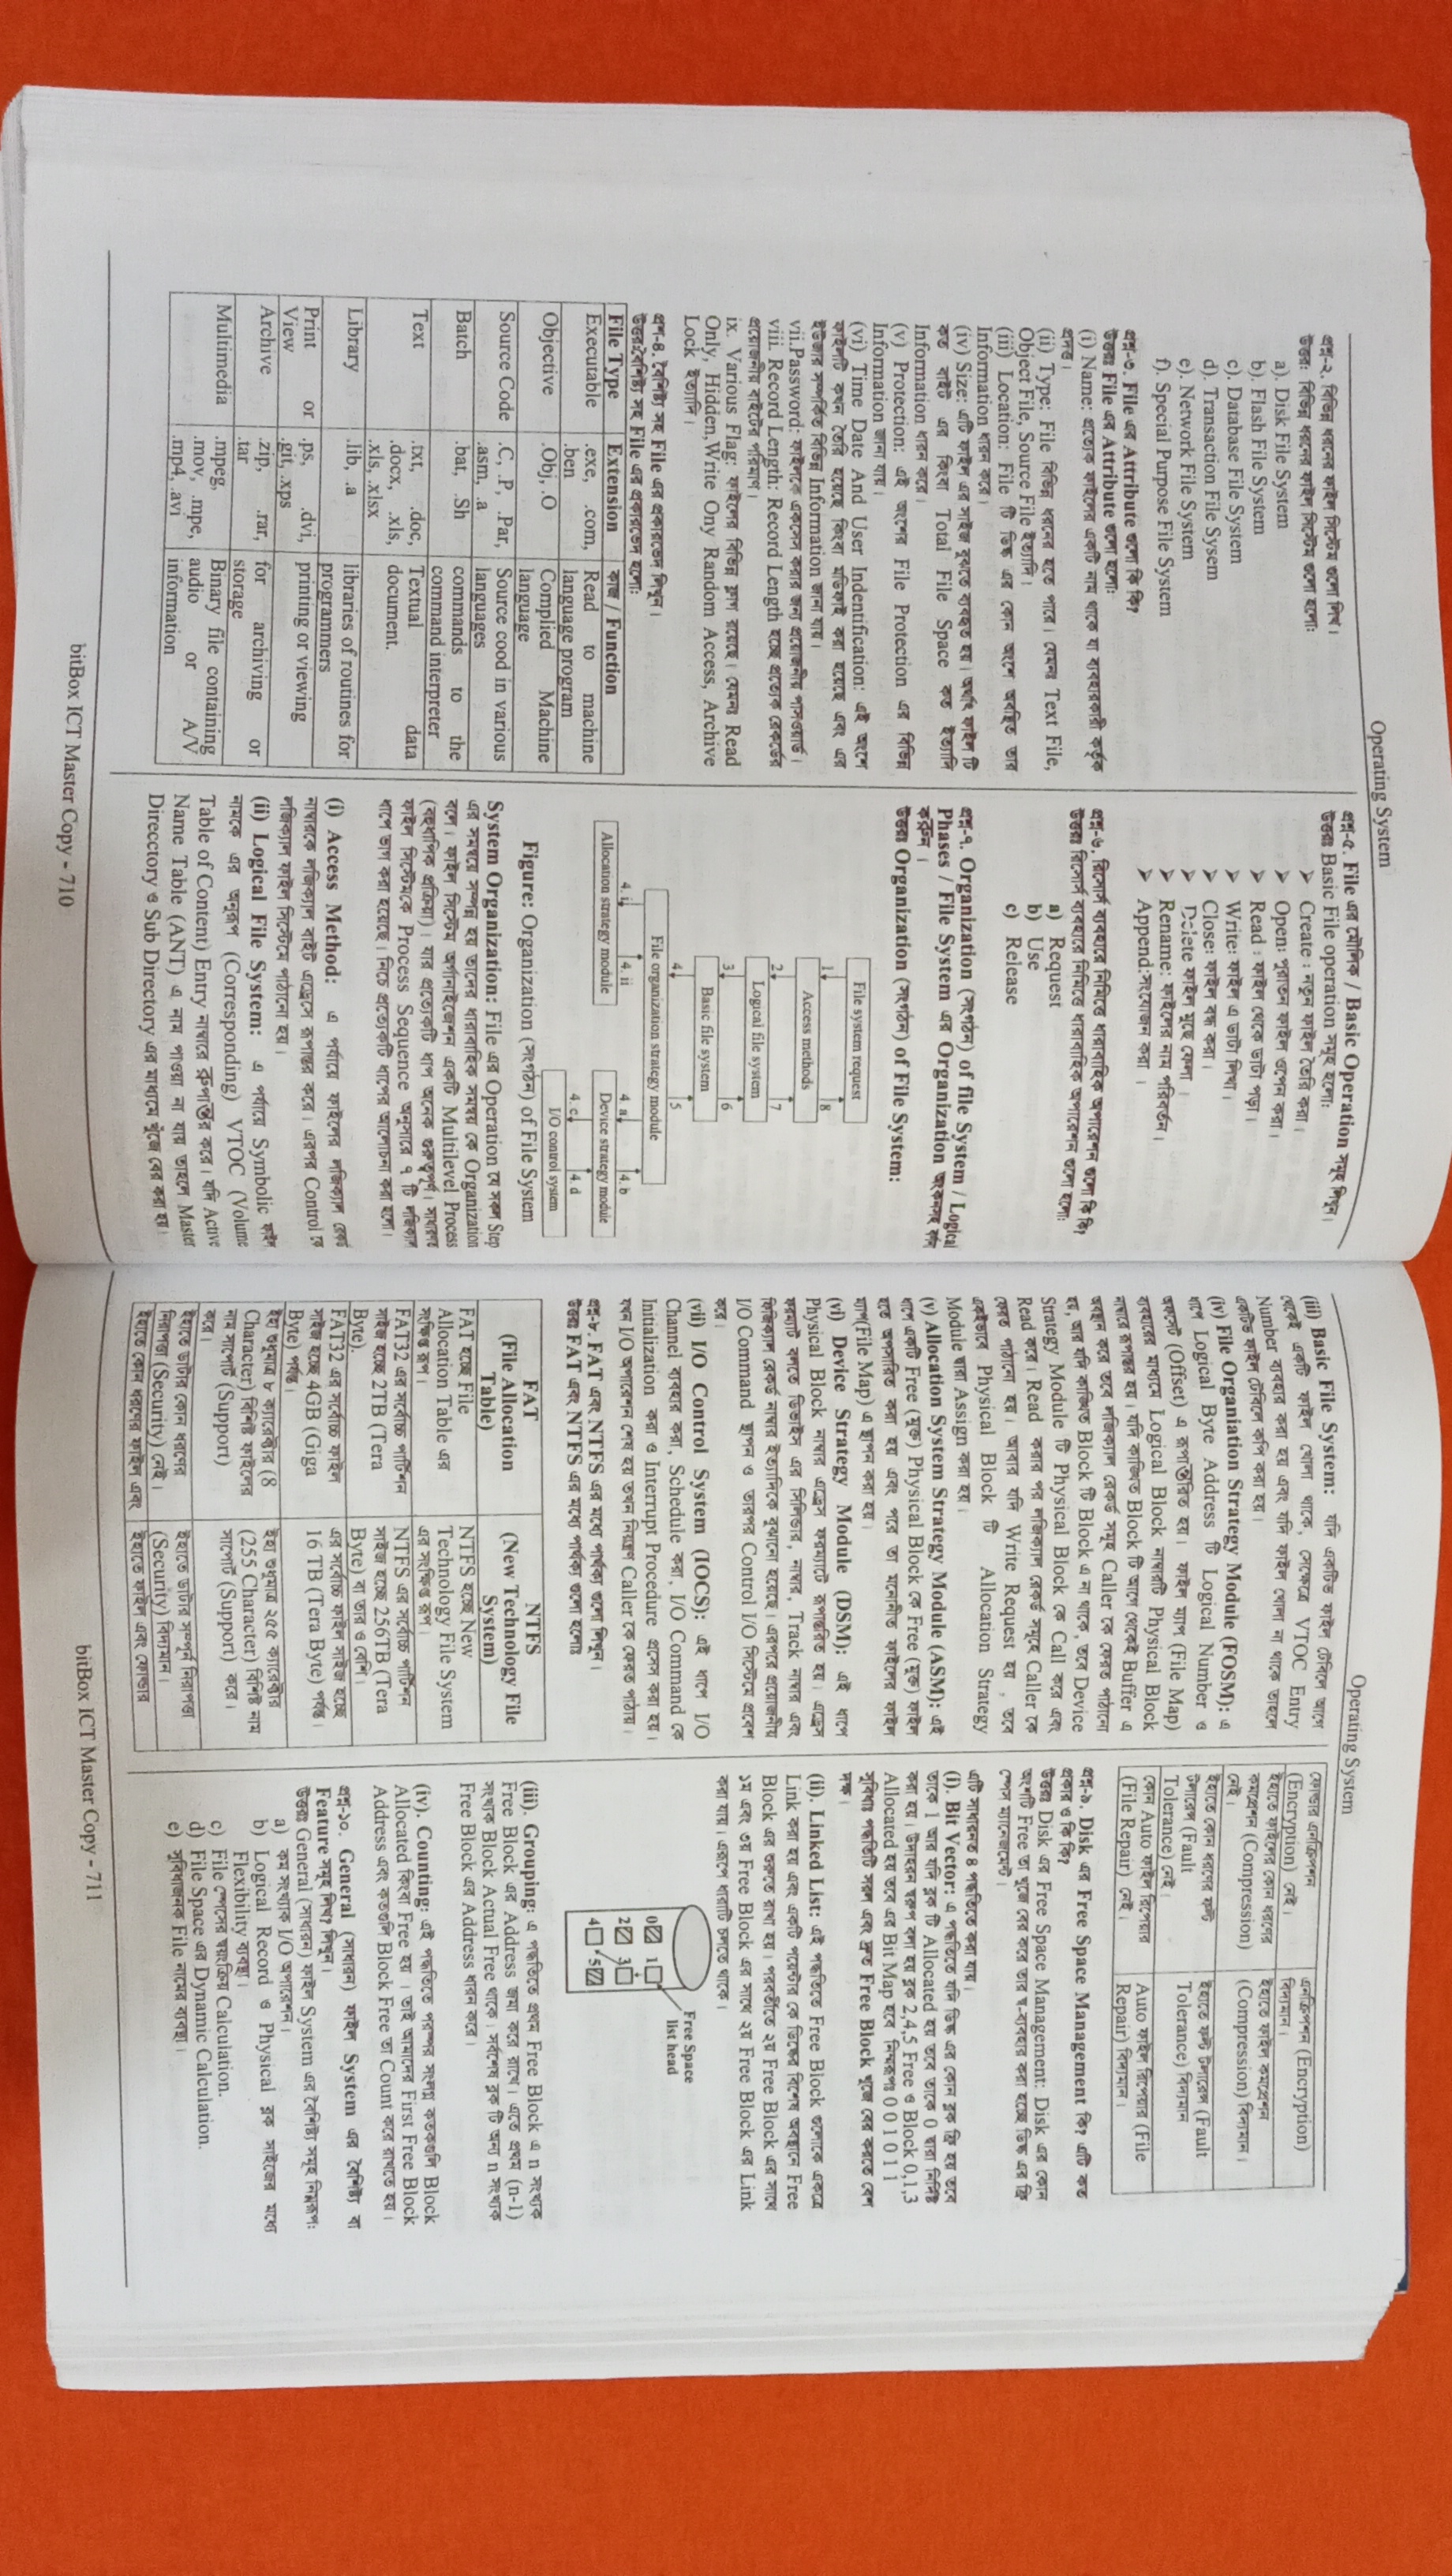 Operating System
প্রশ্ন-২. বিভিন্ন ধরনের ফাইল সিস্টেম গুলো লিখ।
উত্তর: বিভিন্ন ধরনের ফাইল সিস্টেম গুলো হলো:
a). Disk File System
b). Flash File System
c). Database File System
d). Transaction File Sysem
e). Network File System
f). Special Purpose File System
প্রশ্ন-৩. File এর Attribute গুলো কি কি?
উত্তরঃ File এর Attribute গুলো হলো:
(i) Name: প্রত্যেক ফাইলের একটি নাম থাকে যা ব্যবহারকারী কর্তৃক
প্রদত্ত।
(ii) Type: File বিভিন্ন ধরনের হতে পারে। যেমনঃ Text File,
Object File, Source File ইত্যাদি।
(iii) Location: File টি ডিস্ক এর কোন অংশে অবস্থিত তার
Information ধারন করে।
(iv) Size: এটি ফাইল এর সাইজ বুঝতে ব্যবহৃত হয়। অর্থাৎ ফাইল টি
কত বাইট এর কিংবা Total File Space কত ইত্যাদি
Information ধারন করে।
(v) Protection: এই অংশের File Protection এর বিভিন্ন
Information জানা যায়।
(vi) Time Date And User Indentification: এই অংশে
ফাইলটি কখন তৈরি হয়েছে কিংবা মডিফাই করা হয়েছে এবং এর
ইউজার সম্পর্কিত বিভিন্ন Information জানা যায়।
vii.Password: ফাইলকে একসেস করার জন্য প্রয়োজনীয় পাসওয়ার্ড।
viii. Record Length: Record Length হচ্ছে প্রত্যেক রেকর্ডের
প্রয়োজনীয় বাইটের পরিমাণ।
ix. Various Flag: ফাইলের বিভিন্ন ফ্লাগ রয়েছে। যেমনঃ Read
Only, Hidden,Write Ony Random Access, Archive
Lock ইত্যাদি।
প্রশ্ন-৪. বৈশিষ্ট্য সহ File এর প্রকারভেদ লিখুন।
উত্তর:বৈশিষ্ট্য সহ File এর প্রকারভেদ হলো:
File Type Extension কাজ / Function
Executable .exe, .com, Read to machine
.ben language program
Objective .Obj, .O Complied Machine
language
Source Code .C, .P, .Par, Source cood in various
.asm, .a languages
Batch .bat, .Sh commands to the
command interpreter
Text .txt, .doc, Textual data
.docx, .xls, document.
.xls, .xlsx
Library .lib, .a libraries of routines for
programmers
Print or .ps, .dvi, printing or viewing
View .git, .xps
Archive .zip, .rar, for archiving or
.tar storage
Multimedia .mpeg, Binary file containing
.mov, .mpe, audio or A/V
.mp4, .avi information
প্রশ্ন-৫. File এর মৌলিক / Basic Operation সমূহ লিখুন।
উত্তরঃ Basic File operation সমূহ হলো:
➤ Create : নতুন ফাইল তৈরি করা।
➤ Open: পুরাতন ফাইল ওপেন করা।
➤ Read : ফাইল থেকে ডাটা পড়া।
➤ Write: ফাইল এ ডাটা লিখা।
➤ Close: ফাইল বন্ধ করা।
➤ Delete ফাইল মুছে ফেলা ।
➤ Rename: ফাইলের নাম পরিবর্তন।
➤ Append:সংযোজন করা ।
প্রশ্ন-৬. রিসোর্স ব্যবহারে নিমিত্তে ধারাবাহিক অপারেশন গুলো কি কি?
উত্তরঃ রিসোর্স ব্যবহারে নিমিত্তে ধারাবাহিক অপারেশন গুলো হলো:
a) Request
b) Use
c) Release
প্রশ্ন-৭. Organization (সংগঠন) of file System / Logical
Phases / File System এর Organization অংকনসহ বর্ণনা
করুন ।
উত্তরঃ Organization (সংগঠন) of File System:
File system request
1 8
Access methods
2 7
Logical file system
3 6
Basic file system
4 5
File organization strategy module
4. i 4. ii 4. a 4. b
Allocation strategy module Device strategy module
4. c 4. d
I/O control system
Figure: Organization (সংগঠন) of File System
System Organization: File এর Operation যে সকল Step
এর সমন্বয়ে সম্পন্ন হয় তাদের ধারাবাহিক সমন্বয় কে Organization
বলে। ফাইল সিস্টেম অর্গানাইজেশন একটি Multilevel Process
(বহুধাপিক প্রক্রিয়া)। যার প্রত্যেকটি ধাপ অনেক গুরুত্বপূর্ণ। সাধারণত
ফাইল সিস্টেমকে Process Sequence অনুসারে ৭ টি লজিক্যাল
ধাপে ভাগ করা হয়েছে। নিচে প্রত্যেকটি ধাপের আলোচনা করা হলো।
(i) Access Method: এ পর্যায়ে ফাইলের লজিক্যাল রেকর্ড
নাম্বারকে লজিক্যাল বাইট এড্রেসে রূপান্তর করে। এরপর Control কে
লজিক্যাল ফাইল সিস্টেমে পাঠানো হয়।
(ii) Logical File System: এ পর্যায়ে Symbolic ফাইল
নামকে এর অনুরূপ (Corresponding) VTOC (Volume
Table of Content) Entry নাম্বারে রুপান্তর করে। যদি Active
Name Table (ANT) এ নাম পাওয়া না যায় তাহলে Master
Direcctory ও Sub Directory এর মাধ্যমে খুঁজে বের করা হয়।
bitBox ICT Master Copy - 710
Operating System
(iii) Basic File System: যদি একটিভ ফাইল টেবিলে আগে
থেকেই একটি ফাইল খোলা থাকে, সেক্ষেত্রে VTOC Entry
Number ব্যবহার করা হয় এবং যদি ফাইল খোলা না থাকে তাহলে
একটিভ ফাইল টেবিলে কপি করা হয়।
(iv) File Organiation Strategy Module (FOSM): এ
ধাপে Logical Byte Address টি Logical Number ও
অফসেট (Offset) এ রূপান্তরিত হয়। ফাইল ম্যাপ (File Map)
ব্যবহারের মাধ্যমে Logical Block নাম্বারটি Physical Block
নাম্বারে রূপান্তর হয়। যদি কাঙ্খিত Block টি আগে থেকেই Buffer এ
অবস্থান করে তবে লজিক্যাল রেকর্ড সমূহ Caller কে ফেরত পাঠানো
হয়, আর যদি কাঙ্খিত Block টি Block এ না থাকে, তবে Device
Strategy Module টি Physical Block কে Call করে এবং
Read করে। Read করার পর লজিক্যাল রেকর্ড সমূহে Caller কে
ফেরত পাঠানো হয়। আবার যদি Write Request হয় , তবে
একইভাবে Physical Block টি Allocation Strategy
Module দ্বারা Assign করা হয়।
(v) Allocation System Strategy Module (ASM): এই
ধাপে একটি Free (মুক্ত) Physical Block কে Free (মুক্ত) ফাইল
হতে অপসারিত করা হয় এবং পরে তা মনোনীত ফাইলের ফাইল
ম্যাপ(File Map) এ স্থাপন করা হয়।
(vi) Device Strategy Module (DSM): এই ধাপে
Physical Block নাম্বার এড্রেস ফরম্যাটে রূপান্তরিত হয়। এড্রেস
ফরম্যাট বলতে ডিভাইস এর সিলিন্ডার, নাম্বার, Track নাম্বার এবং
ফিজিক্যাল রেকর্ড নাম্বার ইত্যাদিকে বুঝানো হয়েছে। এরপরে প্রয়োজনীয়
I/O Command স্থাপন ও তারপর Control I/O সিস্টেমে প্রবেশ
করে।
(vii) I/O Control System (IOCS): এই ধাপে I/O
Channel ব্যবহার করা, Schedule করা, I/O Command কে
Initialization করা ও Interrupt Procedure প্রসেস করা হয়।
যখন I/O অপারেশন শেষ হয় তখন নিয়ন্ত্রণ Caller কে ফেরত পাঠায়।
প্রশ্ন-৮. FAT এবং NTFS এর মধ্যে পার্থক্য গুলো লিখুন।
উত্তরঃ FAT এবং NTFS এর মধ্যে পার্থক্য গুলো হলোঃ
FAT NTFS
(File Allocation (New Technology File
Table) System)
FAT হচ্ছে File NTFS হচ্ছে New
Allocation Table এর Technology File System
সংক্ষিপ্ত রূপ। এর সংক্ষিপ্ত রূপ।
FAT32 এর সর্বোচ্চ পার্টিশন NTFS এর সর্বোচ্চ পার্টিশন
সাইজ হচ্ছে 2TB (Tera সাইজ হচ্ছে 256TB (Tera
Byte). Byte) বা তার ও বেশি।
FAT32 এর সর্বোচ্চ ফাইল এর সর্বোচ্চ ফাইল সাইজ হচ্ছে
সাইজ হচ্ছে 4GB (Giga 16 TB (Tera Byte) পর্যন্ত।
Byte) পর্যন্ত।
ইহা শুধুমাত্র ৮ ক্যারেক্টার (8 ইহা শুধুমাত্র ২৫৫ ক্যারেক্টার
Character) বিশিষ্ট ফাইলের (255 Character) বিশিষ্ট নাম
নাম সাপোর্ট (Support) সাপোর্ট (Support) করে।
করে।
ইহাতে ডাটার কোন ধরণের ইহাতে ডাটার সম্পূর্ন নিরাপত্তা
নিরাপত্তা (Security) নেই। (Security) বিদ্যমান।
ইহাতে কোন ধরণের ফাইল এবং ইহাতে ফাইল এবং ফোল্ডার
ফোল্ডার এনক্রিপশন এনক্রিপশন (Encryption)
(Encryption) নেই। বিদ্যমান।
ইহাতে ফাইলের কোন ধরণের ইহাতে ফাইল কমপ্রেশন
কমপ্রেশন (Compression) (Compression) বিদ্যমান।
নেই।
ইহাতে কোন ধরণের ফল্ট ইহাতে ফল্ট টলারেন্স (Fault
টলারেন্স (Fault Tolerance) বিদ্যমান
Tolerance) নেই।
কোন Auto ফাইল রিপেয়ার Auto ফাইল রিপেয়ার (File
(File Repair) নেই। Repair) বিদ্যমান।
প্রশ্ন-৯. Disk এর Free Space Management কি? এটি কত
প্রকার ও কি কি?
উত্তরঃ Disk এর Free Space Management: Disk এর কোন
অংশটি Free তা খুজে বের করে তার স্ব-ব্যবহার করা হচ্ছে ডিস্ক এর ফ্রি
স্পেস ম্যানেজমেন্ট।
এটি সাধারনত ৪ পদ্ধতিতে করা যায়।
(i). Bit Vector: এ পদ্ধতিতে যদি ডিস্ক এর কোন ব্লক ফ্রি হয় তবে
তাকে 1 আর যদি ব্লক টি Allocated হয় তবে তাকে 0 দ্বারা নির্দিষ্ট
করা হয়। উদাহরন স্বরুপ বলা হয় ব্লক 2,4,5 Free ও Block 0,1,3
Allocated হয় তবে এর Bit Map হবে নিম্মরূপঃ 0 0 1 0 1 1
সুবিধাঃ পদ্ধতিটি সরল এবং দ্রুত Free Block খুজে বের করতে বেশ
দক্ষ।
(ii). Linked List: এই পদ্ধতিতে Free Block গুলোকে একত্রে
Link করা হয় এবং একটি পয়েন্টার কে ডিস্কের বিশেষ অবস্থানে Free
Block এর শুরুতে রাখা হয়। পরবর্তীতে ২য় Free Block এর সাথে
১ম এবং ৩য় Free Block এর সাথে ২য় Free Block এর Link
করা যায়। এরূপে ধারাটি চলতে থাকে।
Free Space
list head
0 1
2 3
4 5
(iii). Grouping: এ পদ্ধতিতে প্রথম Free Block এ n সংখ্যক
Free Block এর Address জমা করে রাখে। এতে প্রথম (n-1)
সংখ্যক Block Actual Free থাকে। সর্বশেষ ব্লক টি অন্য n সংখ্যক
Free Block এর Address ধারন করে।
(iv). Counting: এই পদ্ধতিতে পরস্পর সংলগ্ন কতকগুলি Block
Allocated কিংবা Free হয় । তাই আমাদের First Free Block
Address এবং কতগুলি Block Free তা Count করে রাখতে হয়।
প্রশ্ন-১০. General (সাধারন) ফাইল System এর বৈশিষ্ট্য বা
Feature সমূহ লিখ? লিখুন।
উত্তরঃ General (সাধারন) ফাইল System এর বৈশিষ্ট্য সমূহ নিম্নরূপ:
a) কম সংখ্যাক I/O অপারেশন।
b) Logical Record ও Physical ব্লক সাইজের মধ্যে
Flexibility ব্যবস্থা।
c) File স্পেসের স্বয়ংক্রিয় Calculation.
d) File Space এর Dynamic Calculation.
e) সুবিধাজনক File নামের ব্যবস্থা।
bitBox ICT Master Copy - 711